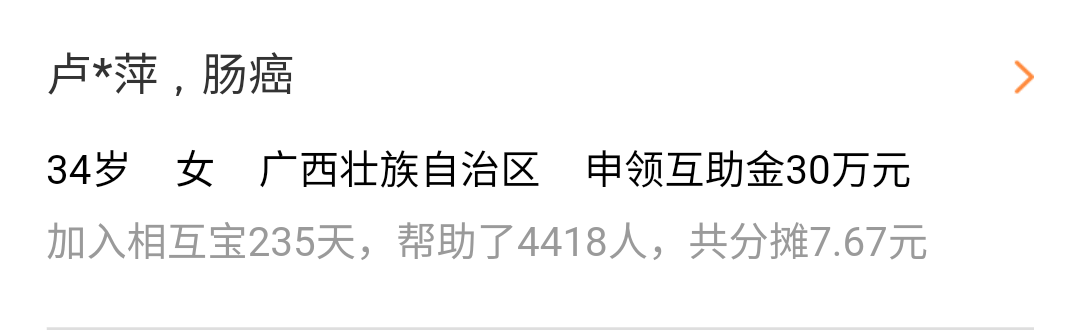 卢*萍，肠癌
34岁 女 广西壮族自治区 申领互助金30万元
加入相互宝235天，帮助了4418人，共分摊7.67元